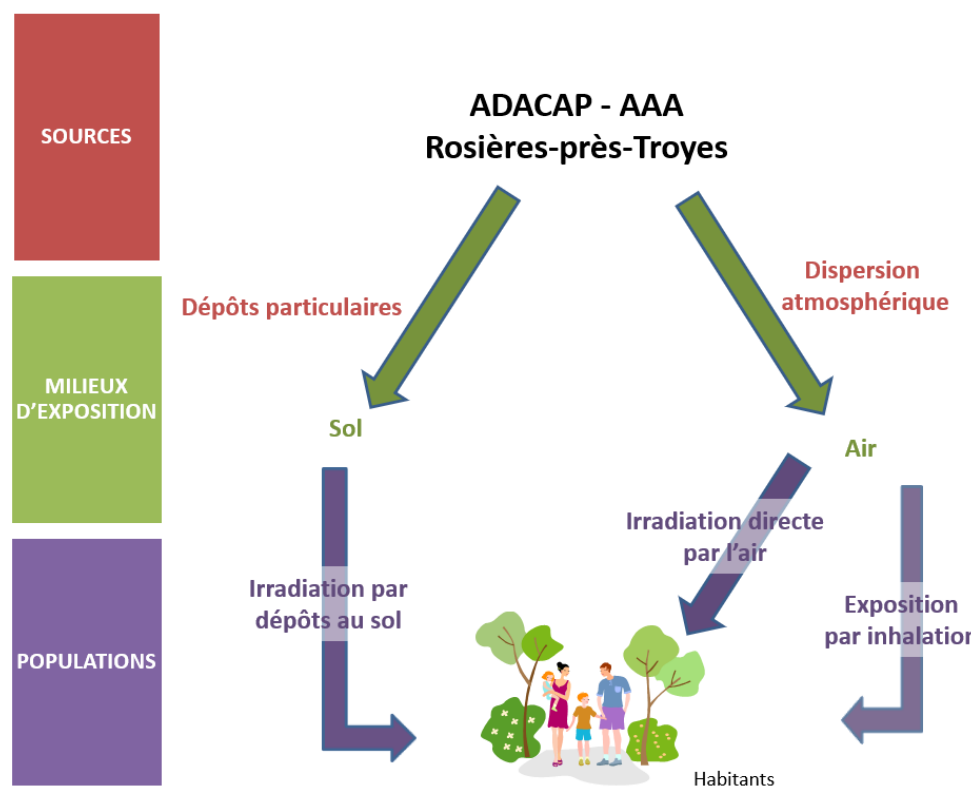 SOURCES
ADACAP - AAA
Rosières-près-Troyes
Dépôts particulaires
Dispersion
atmosphérique
MILIEUX
D’EXPOSITION
Sol
Air
Irradiation directe
par l’air
Irradiation par
dépôts au sol
Exposition
par inhalation
POPULATIONS
Habitants